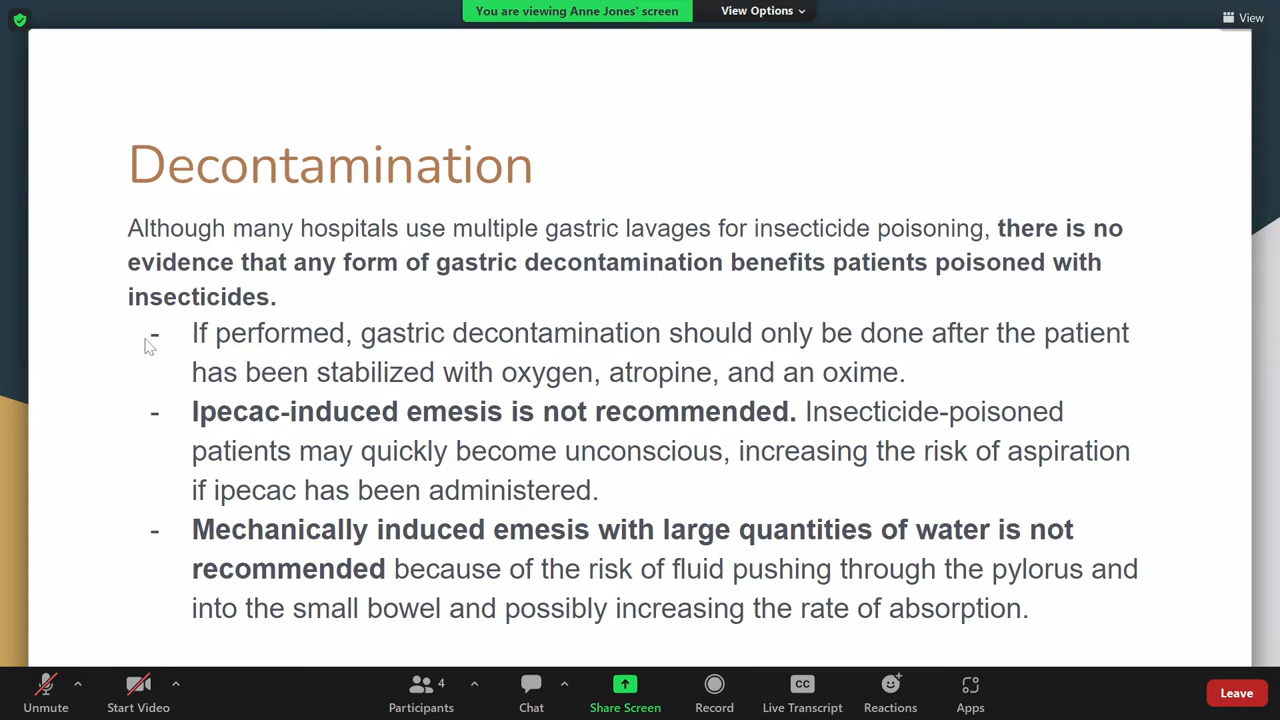 You are viewing Anne Jones' screen
View Options
View
Decontamination
Although many hospitals use multiple gastric lavages for insecticide poisoning, there is no
evidence that any form of gastric decontamination benefits patients poisoned with
insecticides.
- If performed, gastric decontamination should only be done after the patient
has been stabilized with oxygen, atropine, and an oxime.
- Ipecac-induced emesis is not recommended. Insecticide-poisoned
patients may quickly become unconscious, increasing the risk of aspiration
if ipecac has been administered.
- Mechanically induced emesis with large quantities of water is not
recommended because of the risk of fluid pushing through the pylorus and
into the small bowel and possibly increasing the rate of absorption.
4
CC
Unmute
Start Video
Participants
Chat
Share Screen
Record
Live Transcript
Reactions
Apps
Leave